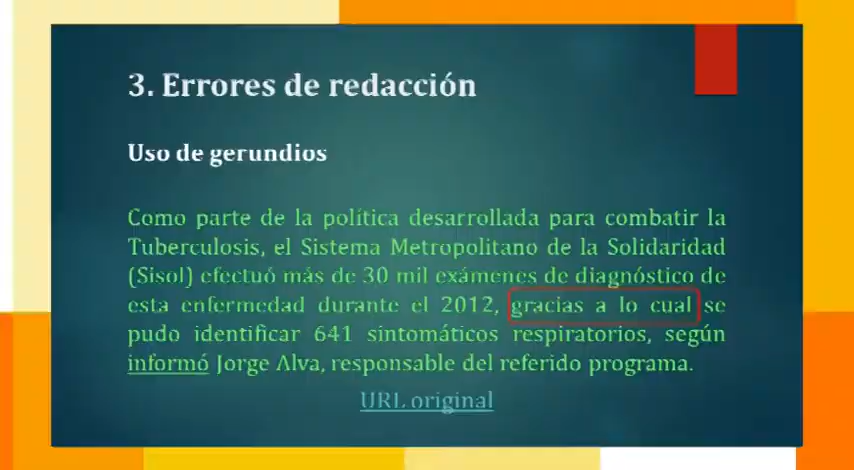 3. Errores de redacción
Uso de gerundios
Como parte de la política desarrollada para combatir la
Tuberculosis, el Sistema Metropolitano de la Solidaridad
(Sisol) efectuó más de 30 mil exámenes de diagnóstico de
esta enfermedad durante el 2012, gracias a lo cual se
pudo identificar 641 sintomáticos respiratorios, según
informó Jorge Alva, responsable del referido programa.
URL original